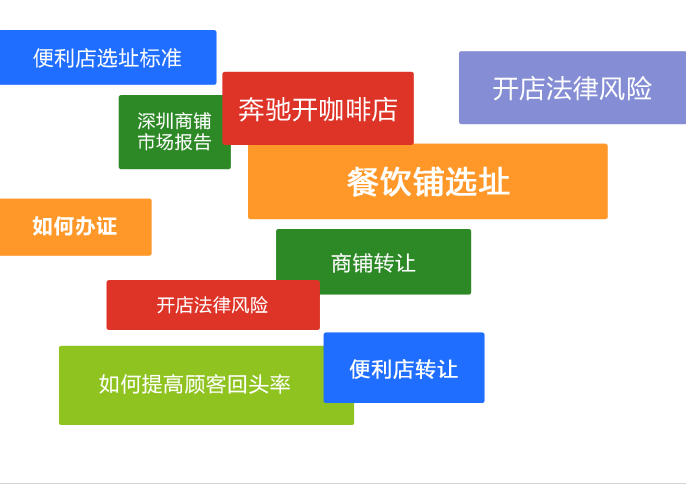 便利店选址标准
开店法律风险
奔驰开咖啡店
深圳商铺
市场报告
餐饮铺选址
如何办证
商铺转让
开店法律风险
便利店转让
如何提高顾客回头率